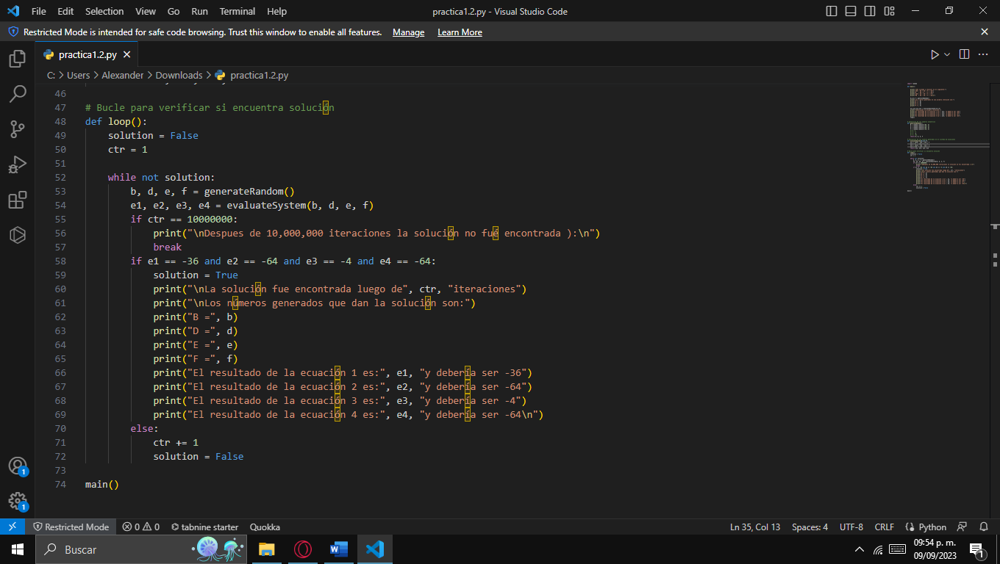 File Edit Selection View Go Run Terminal Help practica1.2.py - Visual Studio Code
Restricted Mode is intended for safe code browsing. Trust this window to enable all features. Manage Learn More
practica1.2.py
C: > Users > Alexander > Downloads > practica1.2.py
46
47 # Bucle para verificar si encuentra solución
48 def loop():
49     solution = False
50     ctr = 1
51
52     while not solution:
53         b, d, e, f = generateRandom()
54         e1, e2, e3, e4 = evaluateSystem(b, d, e, f)
55         if ctr == 10000000:
56             print("\nDespues de 10,000,000 iteraciones la solución no fué encontrada ):\n")
57             break
58         if e1 == -36 and e2 == -64 and e3 == -4 and e4 == -64:
59             solution = True
60             print("\nLa solución fue encontrada luego de", ctr, "iteraciones")
61             print("\nLos números generados que dan la solución son:")
62             print("B =", b)
63             print("D =", d)
64             print("E =", e)
65             print("F =", f)
66             print("El resultado de la ecuación 1 es:", e1, "y debería ser -36")
67             print("El resultado de la ecuación 2 es:", e2, "y debería ser -64")
68             print("El resultado de la ecuación 3 es:", e3, "y debería ser -4")
69             print("El resultado de la ecuación 4 es:", e4, "y debería ser -64\n")
70         else:
71             ctr += 1
72             solution = False
73
74 main()
1
1
Restricted Mode 0 0 tabnine starter Quokka Ln 35, Col 13 Spaces: 4 UTF-8 CRLF Python
Buscar
09:54 p. m.
09/09/2023
1